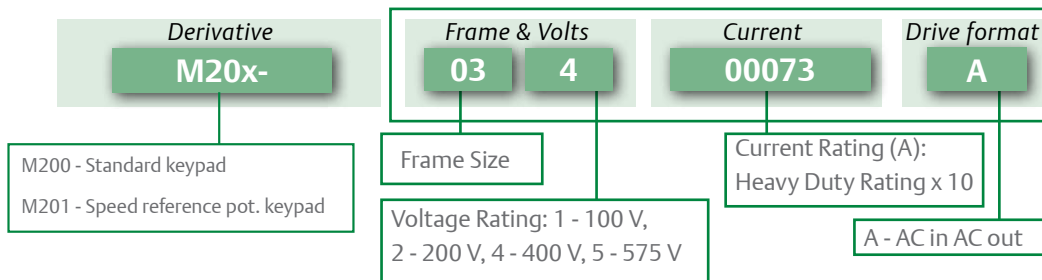 Derivative
Frame & Volts
Current
Drive format
M20x-
03
4
00073
A
M200 - Standard keypad
M201 - Speed reference pot. keypad
Frame Size
Voltage Rating: 1 - 100 V,
2 - 200 V, 4 - 400 V, 5 - 575 V
Current Rating (A):
Heavy Duty Rating x 10
A - AC in AC out